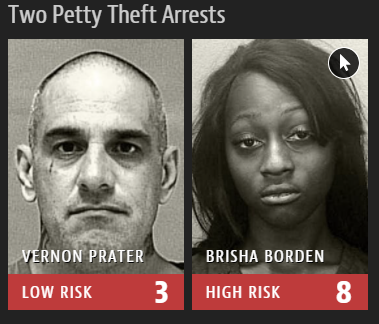 Two Petty Theft Arrests
VERNON PRATER
LOW RISK 3
BRISHA BORDEN
HIGH RISK 8